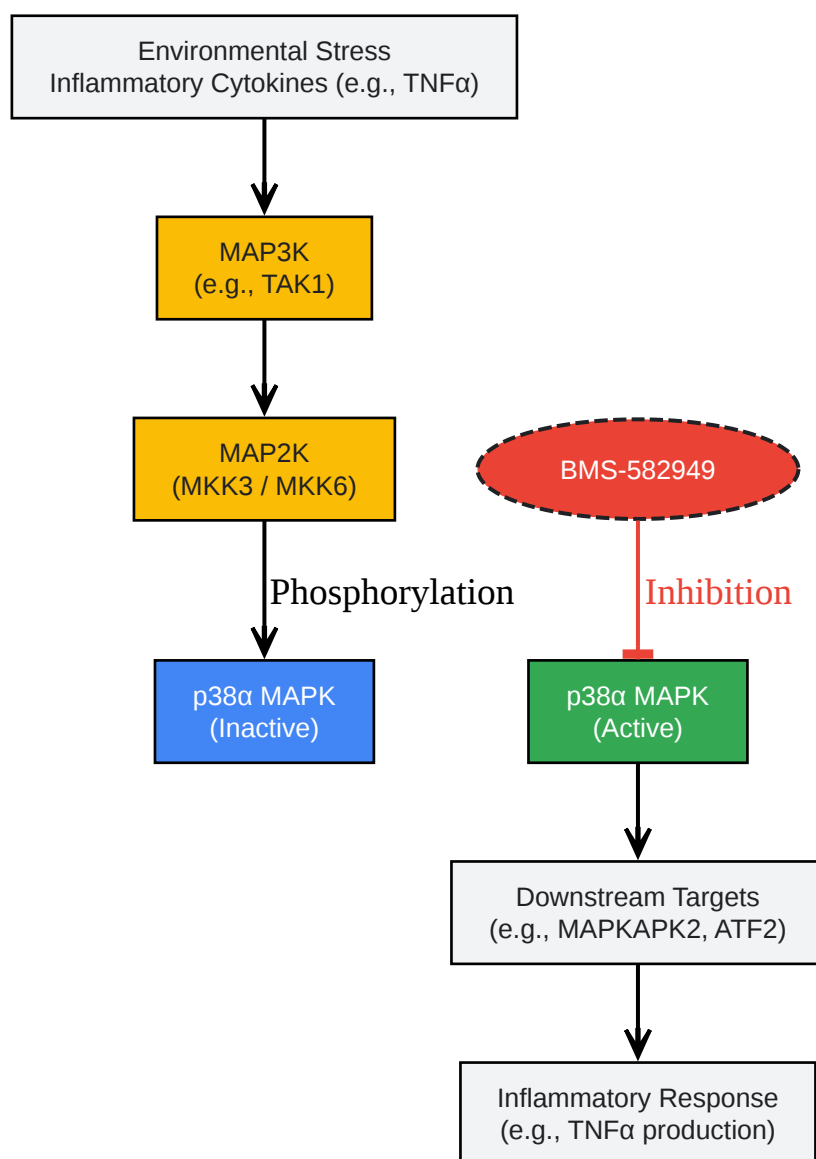 Environmental Stress
Inflammatory Cytokines (e.g., TNFα)
MAP3K
(e.g., TAK1)
MAP2K
(MKK3 / MKK6)
BMS-582949
Phosphorylation
Inhibition
p38α MAPK
(Inactive)
p38α MAPK
(Active)
Downstream Targets
(e.g., MAPKAPK2, ATF2)
Inflammatory Response
(e.g., TNFα production)